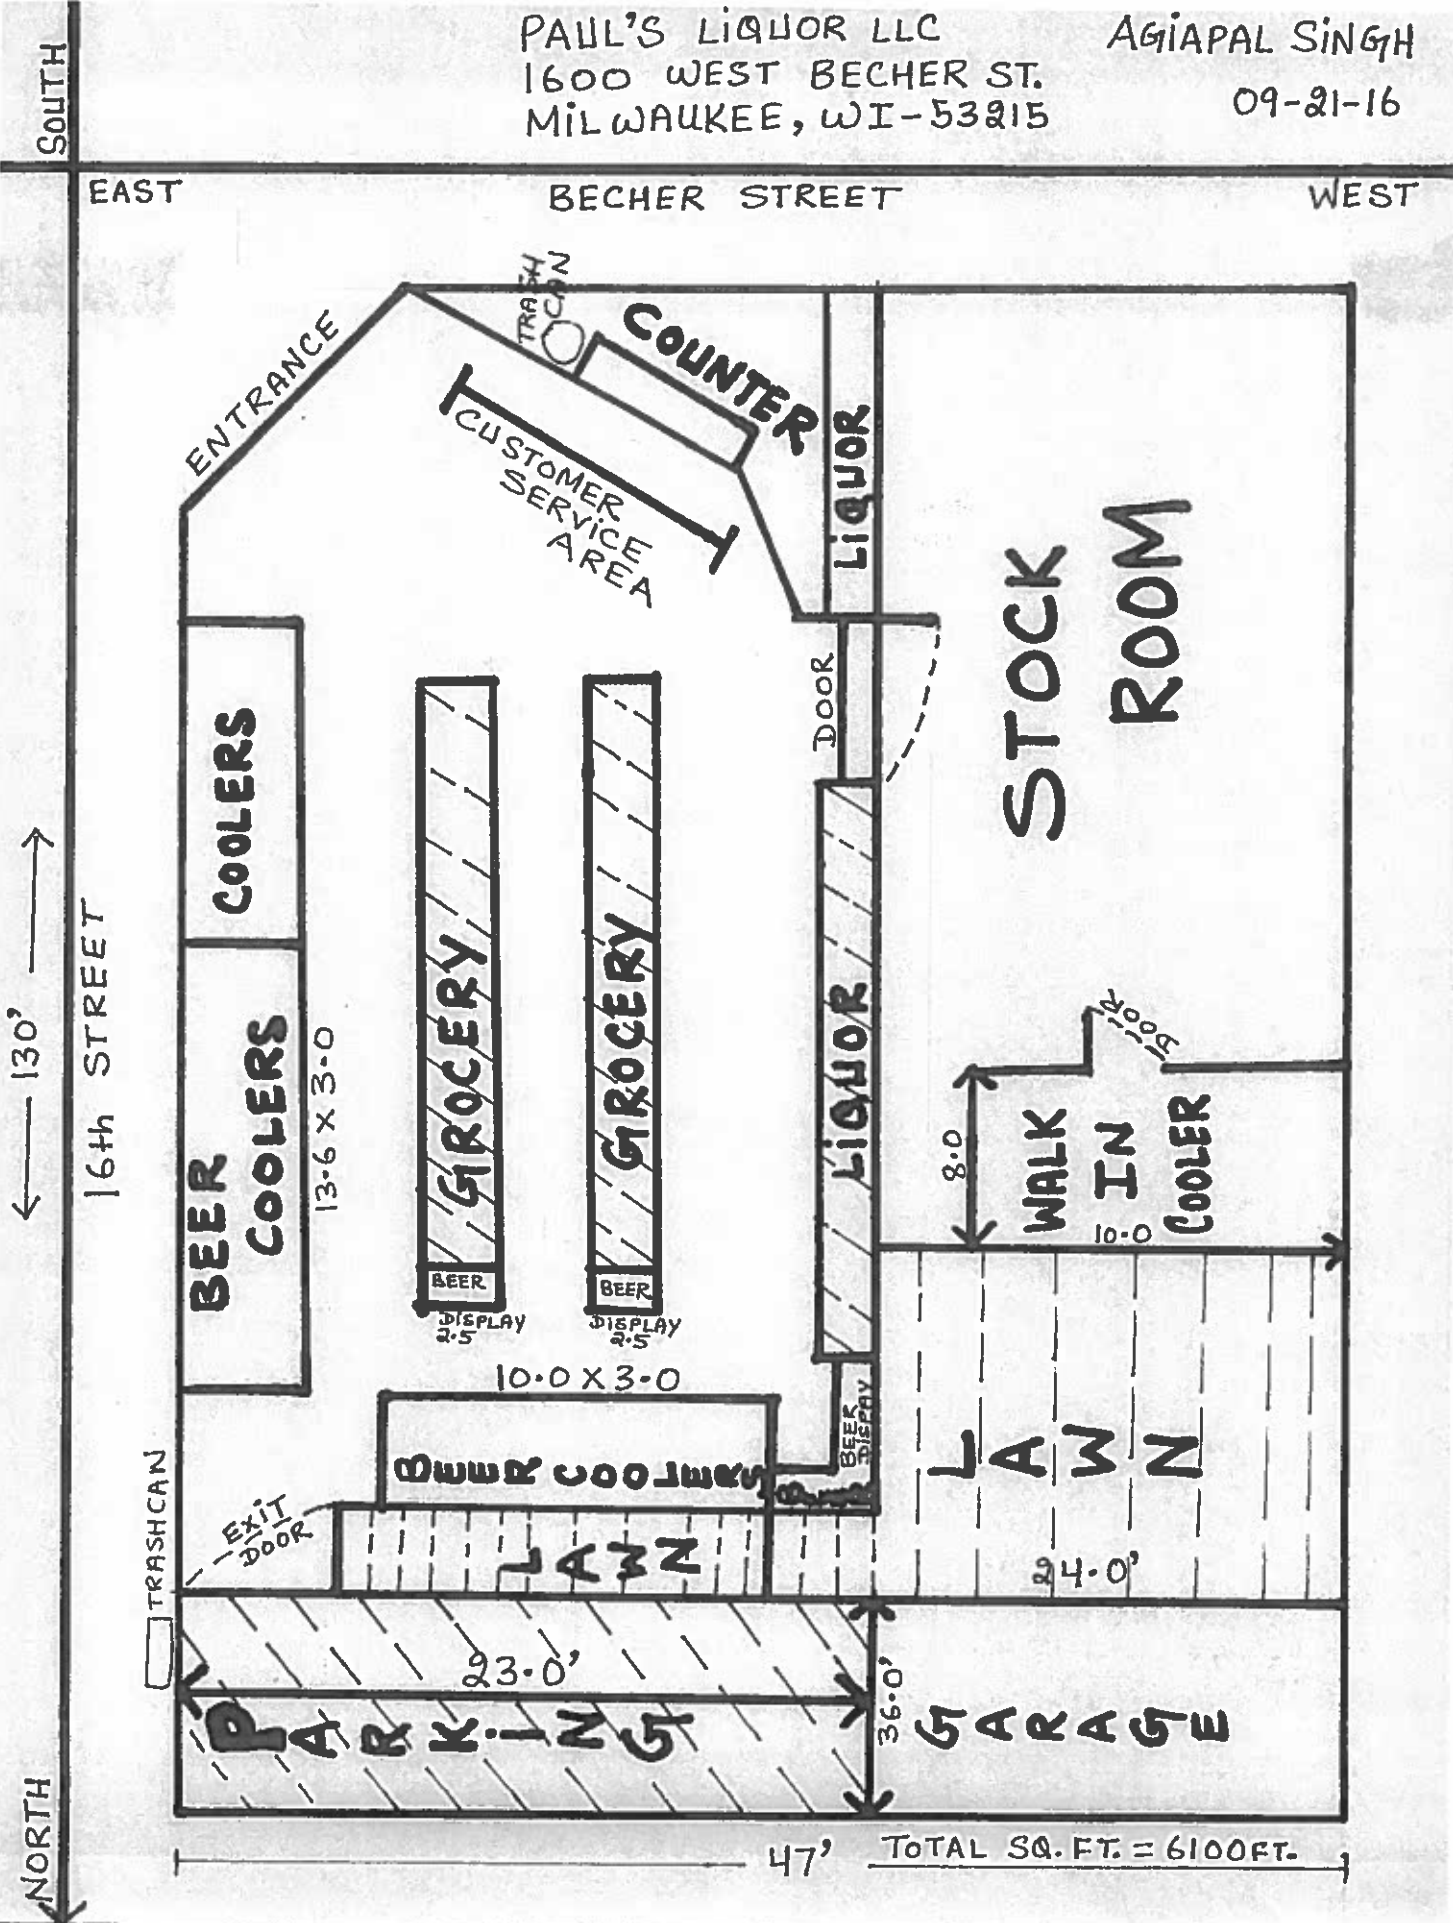 PAUL'S LiQUOR LLC
1600 WEST BECHER ST.
MiLWAUKEE, WI-53215
AGiAPAL SiNGH
09-21-16
SOUTH
EAST
BECHER STREET
WEST
ENTRANCE
TRASH
CAN
COUNTER
CUSTOMER
SERViCE
AREA
LiQUOR
STOCK
ROOM
DOOR
COOLERS
BEER
COOLERS
13.6 X 3.0
130'
16th STREET
GROCERY
BEER
DISPLAY
2.5
GROCERY
BEER
DISPLAY
2.5
LiQUOR
DOOR
WALK
IN
COOLER
8.0
10.0
10.0 X 3.0
BEER COOLERS
BEER
DISPLAY
LAWN
24.0'
EXiT
DOOR
TRASHCAN
LAWN
23.0'
PARKiNG
36.0'
GARAGE
NORTH
47'
TOTAL SQ.FT. = 6100FT.